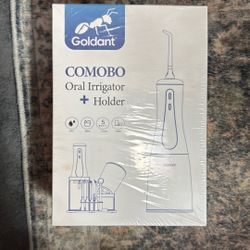 Goldant
COMOBO
Oral Irrigator
+ Holder